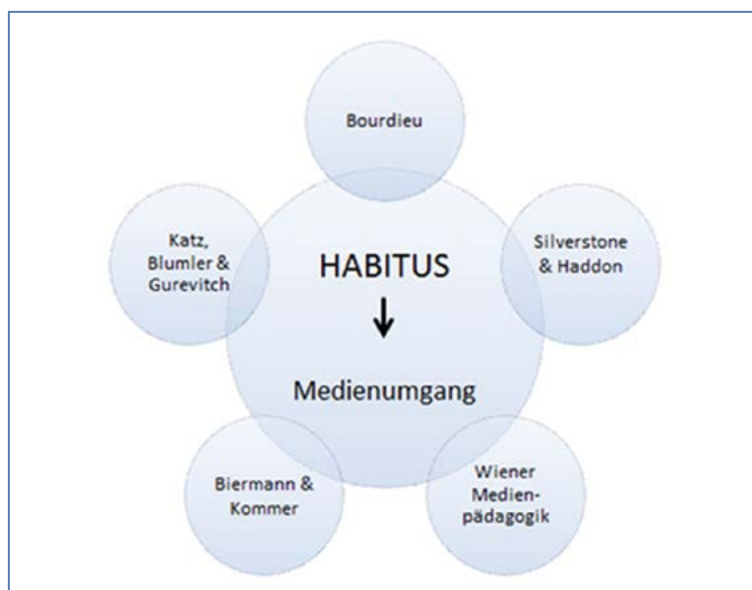 Bourdieu
Katz,
Blumler &
Gurevitch
HABITUS
Silverstone
& Haddon
Medienumgang
Biermann &
Kommer
Wiener
Medien-
pädagogik